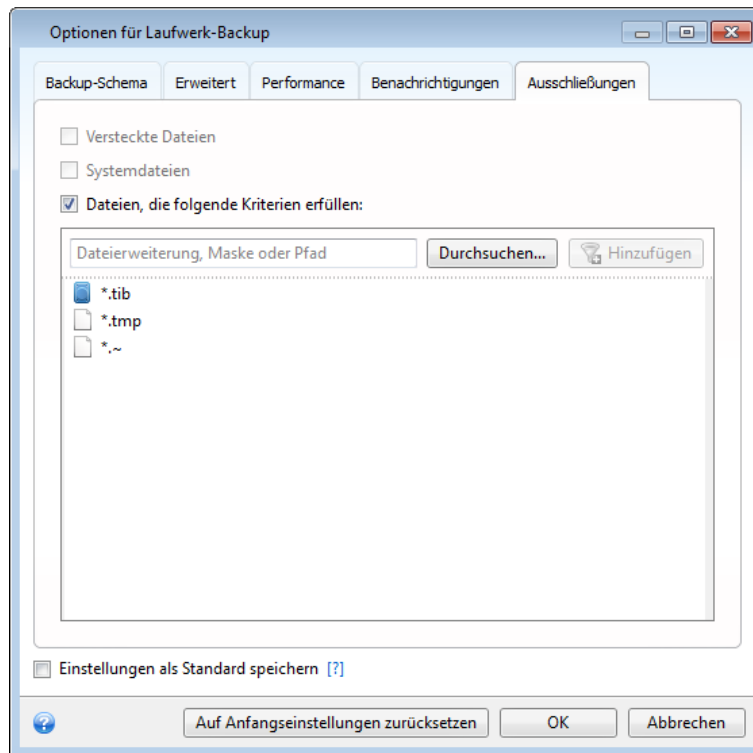 Optionen für Laufwerk-Backup
Backup-Schema Erweitert Performance Benachrichtigungen Ausschließungen
Versteckte Dateien
Systemdateien
Dateien, die folgende Kriterien erfüllen:
Dateierweiterung, Maske oder Pfad Durchsuchen... Hinzufügen
*.tib
*.tmp
*.~
Einstellungen als Standard speichern [?]
? Auf Anfangseinstellungen zurücksetzen OK Abbrechen